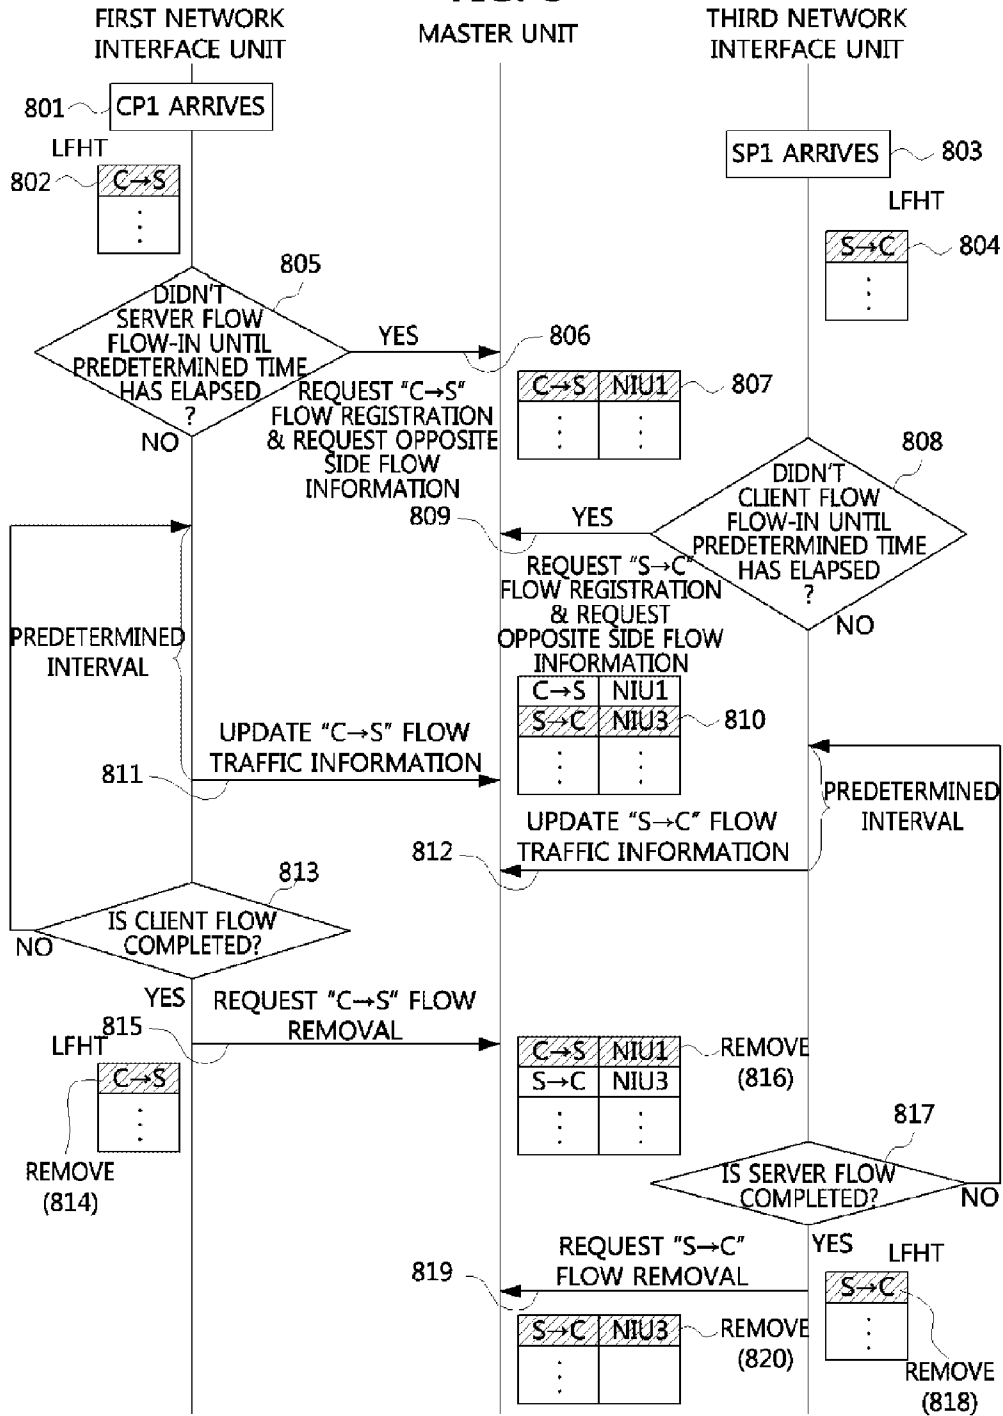 FIRST NETWORK
INTERFACE UNIT
MASTER UNIT
THIRD NETWORK
INTERFACE UNIT
801
CP1 ARRIVES
LFHT
802
C→S
SP1 ARRIVES
803
LFHT
S→C
804
805
DIDN'T
SERVER FLOW
FLOW-IN UNTIL
PREDETERMINED TIME
HAS ELAPSED
?
YES
806
NO
REQUEST "C→S"
FLOW REGISTRATION
& REQUEST OPPOSITE
SIDE FLOW
INFORMATION
C→S NIU1
807
808
DIDN'T
CLIENT FLOW
FLOW-IN UNTIL
PREDETERMINED TIME
HAS ELAPSED
?
809
YES
NO
REQUEST "S→C"
FLOW REGISTRATION
& REQUEST
OPPOSITE SIDE FLOW
INFORMATION
PREDETERMINED
INTERVAL
C→S NIU1
S→C NIU3
810
UPDATE "C→S" FLOW
TRAFFIC INFORMATION
811
PREDETERMINED
INTERVAL
UPDATE "S→C" FLOW
TRAFFIC INFORMATION
812
813
IS CLIENT FLOW
COMPLETED?
NO
YES
REQUEST "C→S" FLOW
REMOVAL
815
LFHT
C→S
REMOVE
(814)
C→S NIU1
S→C NIU3
REMOVE
(816)
817
IS SERVER FLOW
COMPLETED?
NO
YES
REQUEST "S→C"
FLOW REMOVAL
819
LFHT
S→C
S→C NIU3
REMOVE
(820)
REMOVE
(818)